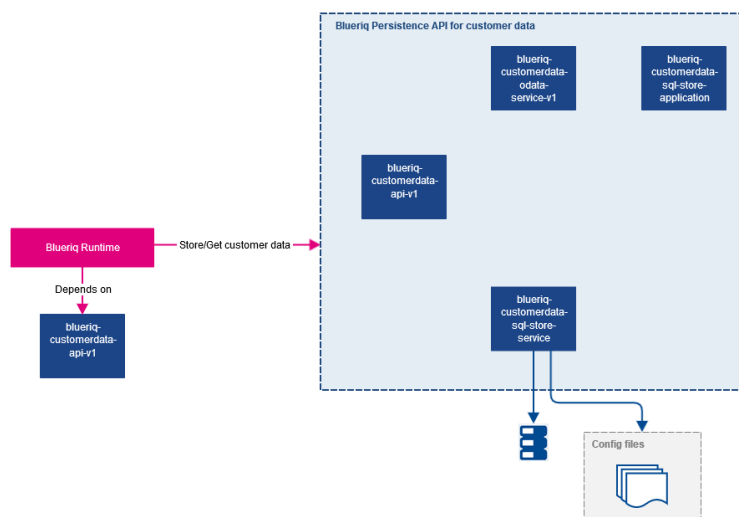 Blueriq Persistence API for customer data
blueriq-
customerdata-
odata-
service-v1
blueriq-
customerdata-
sql-store-
application
blueriq-
customerdata-
api-v1
Blueriq Runtime
Store/Get customer data
Depends on
blueriq-
customerdata-
api-v1
blueriq-
customerdata-
sql-store-
service
Config files